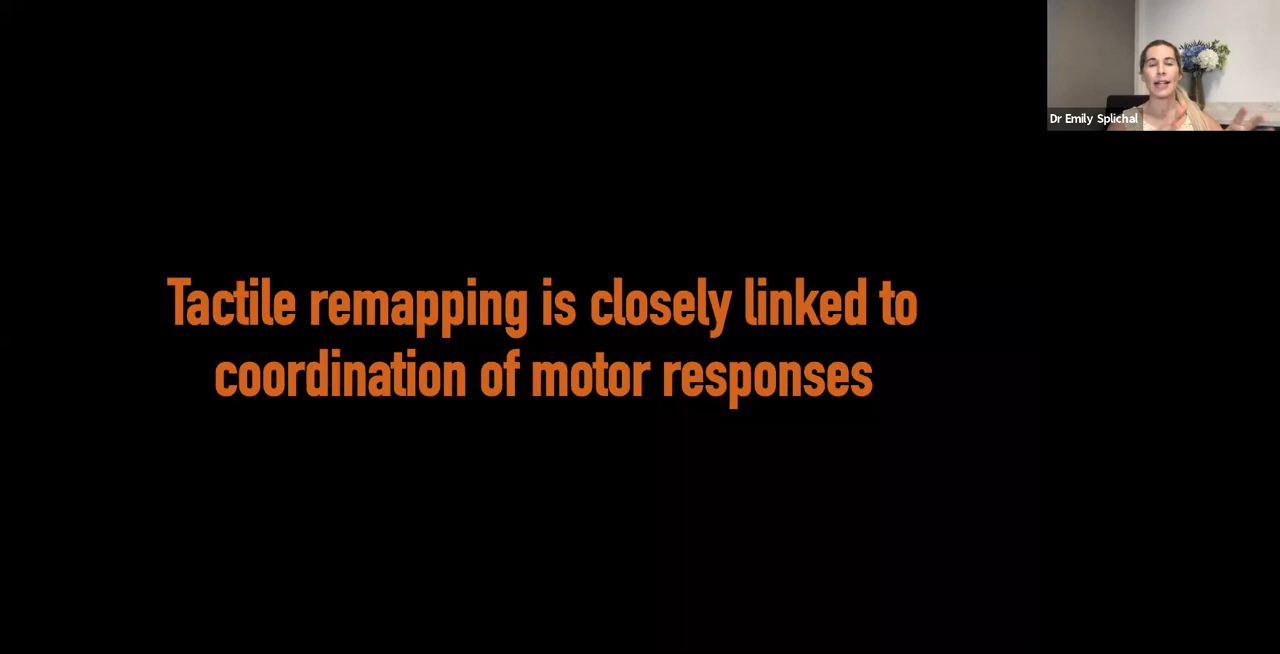 Dr Emily Splichal
Tactile remapping is closely linked to
coordination of motor responses